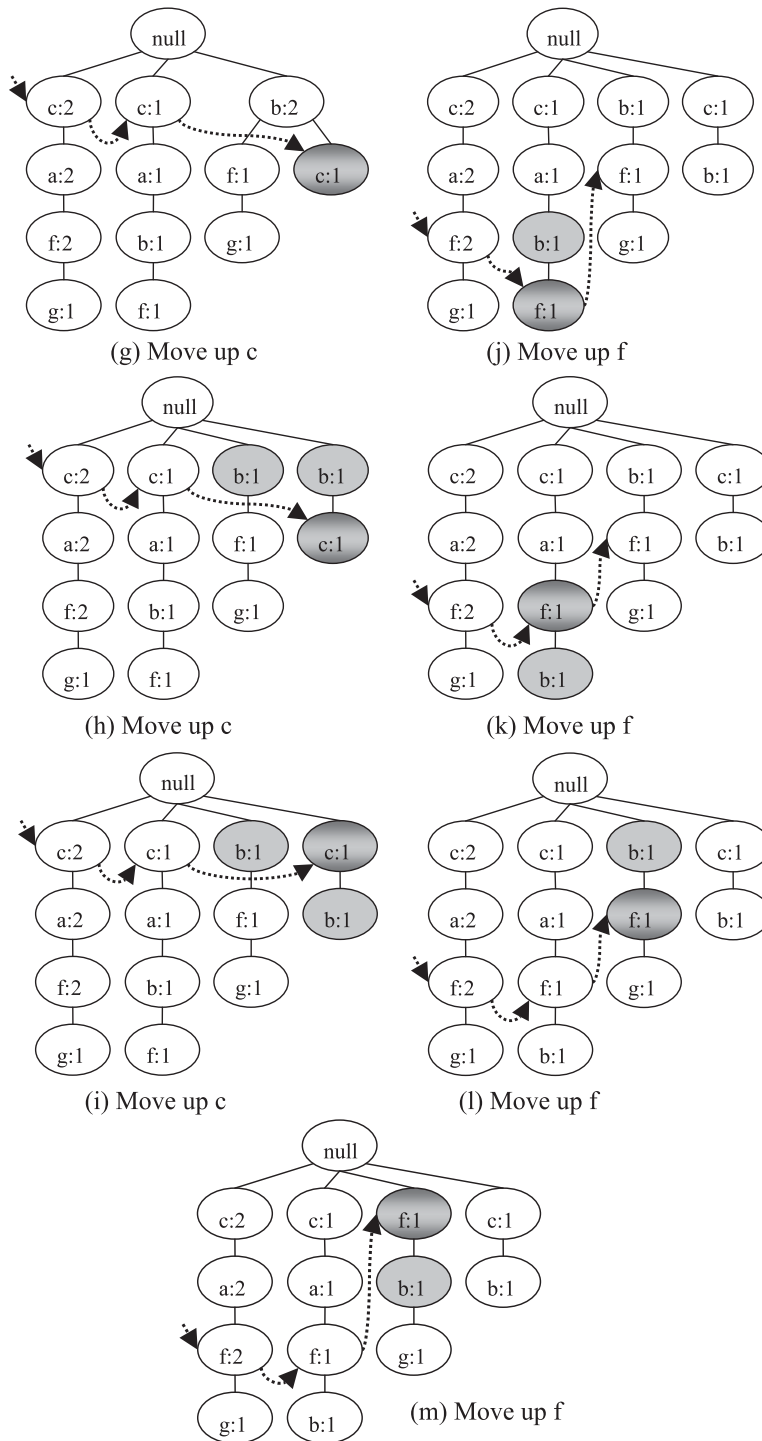 null
c:2 c:1 b:2
a:2 a:1 f:1 c:1
f:2 b:1 g:1
g:1 f:1
(g) Move up c
null
c:2 c:1 b:1 c:1
a:2 a:1 f:1 b:1
f:2 b:1 g:1
g:1 f:1
(j) Move up f
null
c:2 c:1 b:1 b:1
a:2 a:1 f:1 c:1
f:2 b:1 g:1
g:1 f:1
(h) Move up c
null
c:2 c:1 b:1 c:1
a:2 a:1 f:1 b:1
f:2 f:1 g:1
g:1 b:1
(k) Move up f
null
c:2 c:1 b:1 c:1
a:2 a:1 f:1 b:1
f:2 b:1 g:1
g:1 f:1
(i) Move up c
null
c:2 c:1 b:1 c:1
a:2 a:1 f:1 b:1
f:2 f:1 g:1
g:1 b:1
(l) Move up f
null
c:2 c:1 f:1 c:1
a:2 a:1 b:1 b:1
f:2 f:1 g:1
g:1 b:1
(m) Move up f